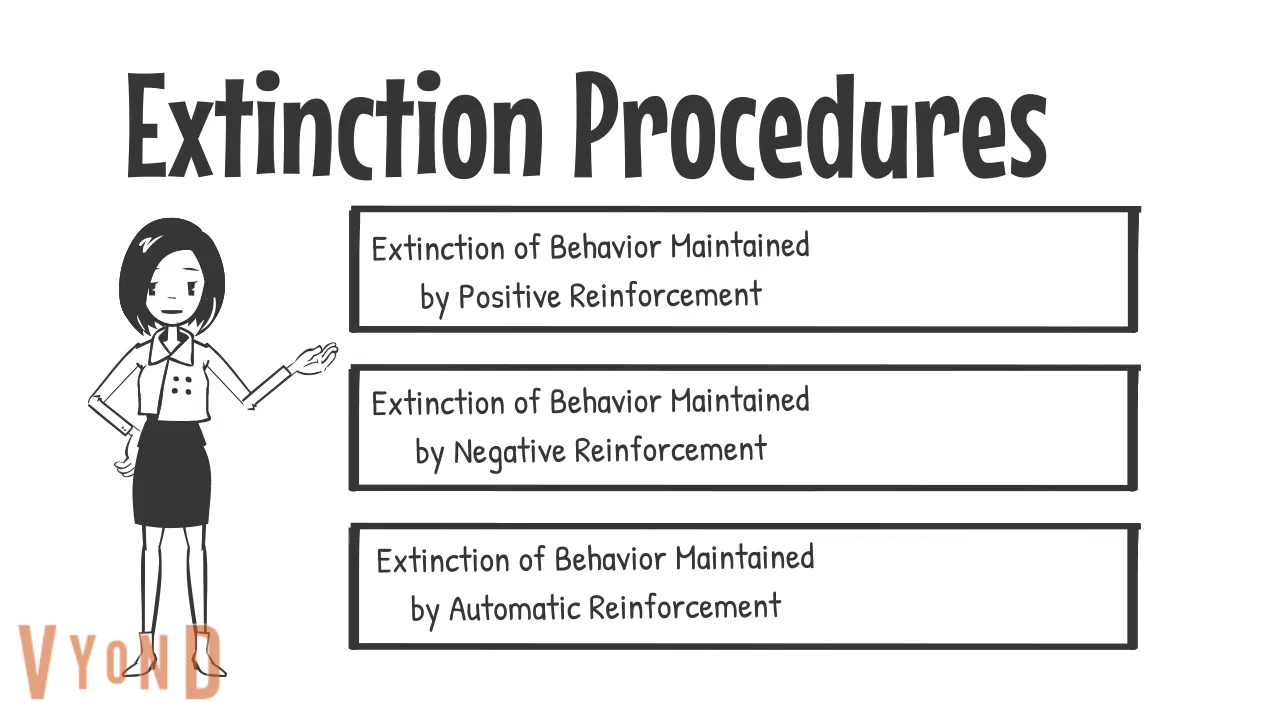 Extinction Procedures
Extinction of Behavior Maintained
by Positive Reinforcement
Extinction of Behavior Maintained
by Negative Reinforcement
Extinction of Behavior Maintained
by Automatic Reinforcement
VYOND